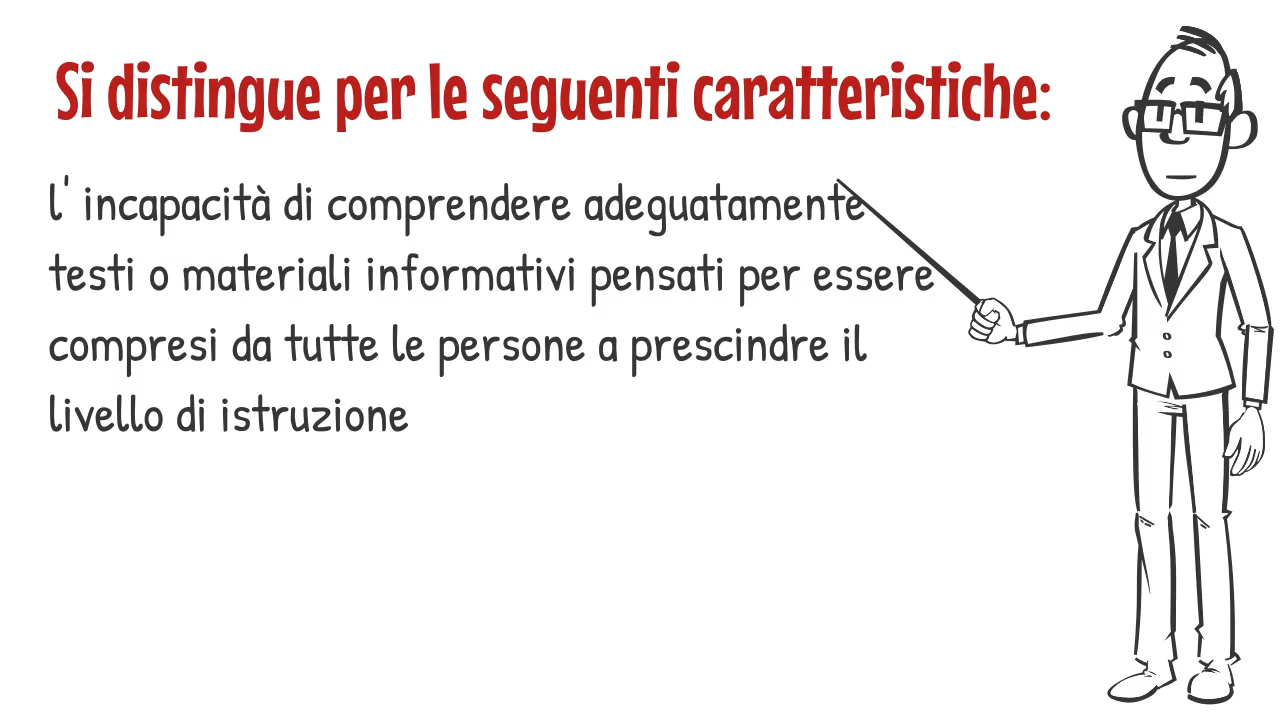 Si distingue per le seguenti caratteristiche:
l' incapacità di comprendere adeguatamente
testi o materiali informativi pensati per essere
compresi da tutte le persone a prescindre il
livello di istruzione